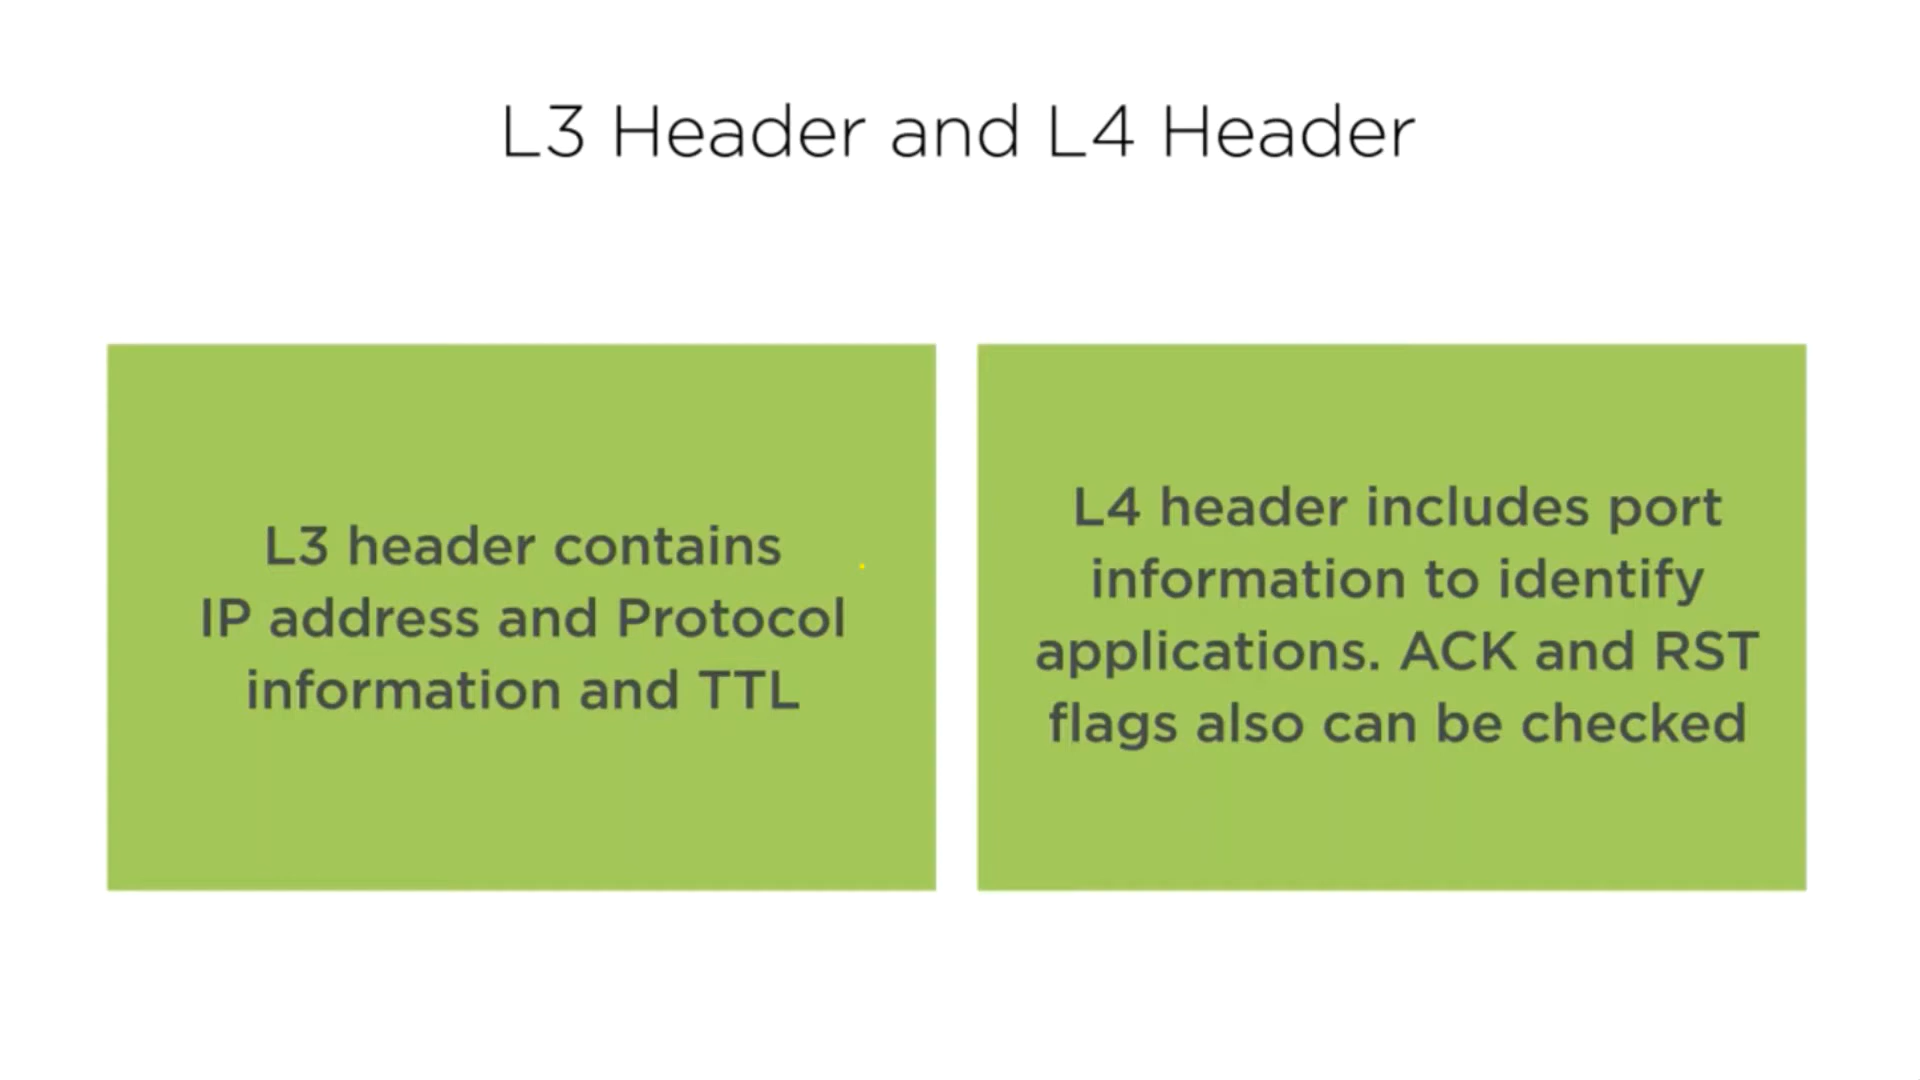 L3 Header and L4 Header
L3 header contains
IP address and Protocol
information and TTL
L4 header includes port
information to identify
applications. ACK and RST
flags also can be checked